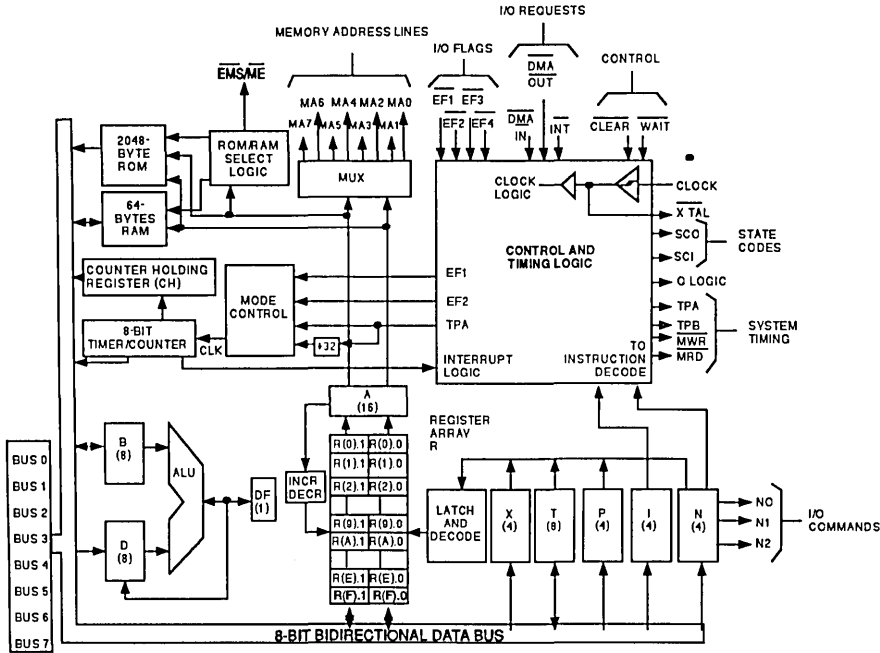 I/O REQUESTS
MEMORY ADDRESS LINES
I/O FLAGS
DMA
OUT
CONTROL
EMS/ME
MA6 MA4 MA2 MA0
MA7 MA5 MA3 MA1
EF1 EF3
EF2 EF4
DMA
IN
INT
CLEAR WAIT
2048-
BYTE
ROM
ROM/RAM
SELECT
LOGIC
MUX
CLOCK
LOGIC
CLOCK
XTAL
64-
BYTES
RAM
SCO
SCI
STATE
CODES
CONTROL AND
TIMING LOGIC
COUNTER HOLDING
REGISTER (CH)
MODE
CONTROL
EF1
EF2
TPA
Q LOGIC
TPA
TPB
MWR
MRD
SYSTEM
TIMING
8-BIT
TIMER/COUNTER
CLK
÷32
INTERRUPT
LOGIC
TO
INSTRUCTION
DECODE
A
(16)
REGISTER
ARRAY
R
BUS 0
BUS 1
BUS 2
BUS 3
BUS 4
BUS 5
BUS 6
BUS 7
B
(8)
ALU
D
(8)
DF
(1)
INCR
DECR
R(0).1 R(0).0
R(1).1 R(1).0
R(2).1 R(2).0
R(9).1 R(9).0
R(A).1 R(A).0
R(E).1 R(E).0
R(F).1 R(F).0
LATCH
AND
DECODE
X
(4)
T
(8)
P
(4)
I
(4)
N
(4)
N0
N1
N2
I/O
COMMANDS
8-BIT BIDIRECTIONAL DATA BUS